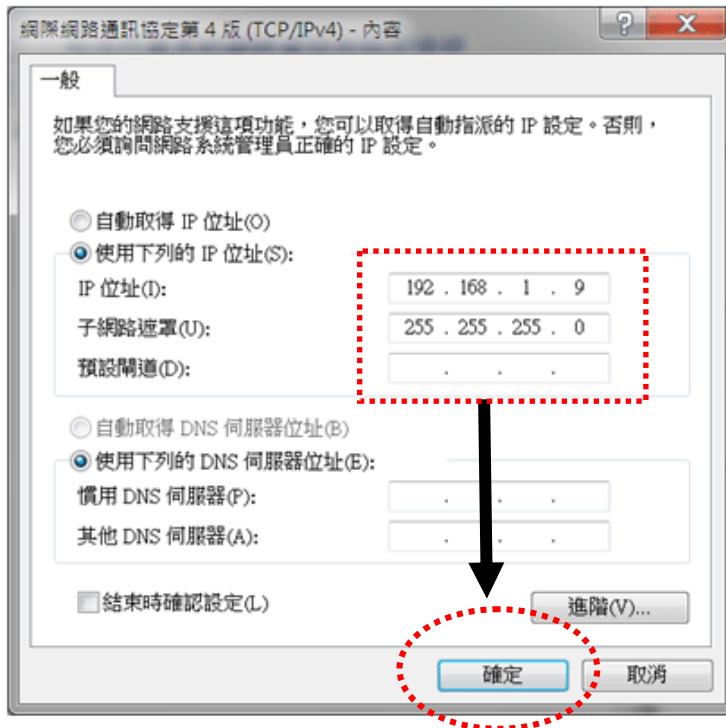 網際網路通訊協定第 4 版 (TCP/IPv4) - 內容
一般
如果您的網路支援這項功能，您可以取得自動指派的 IP 設定。否則，
您必須詢問網路系統管理員正確的 IP 設定。
自動取得 IP 位址(O)
使用下列的 IP 位址(S):
IP 位址(I): 192 . 168 . 1 . 9
子網路遮罩(U): 255 . 255 . 255 . 0
預設閘道(D): . . .
自動取得 DNS 伺服器位址(B)
使用下列的 DNS 伺服器位址(E):
慣用 DNS 伺服器(P): . . .
其他 DNS 伺服器(A): . . .
結束時確認設定(L)
進階(V)...
確定 取消